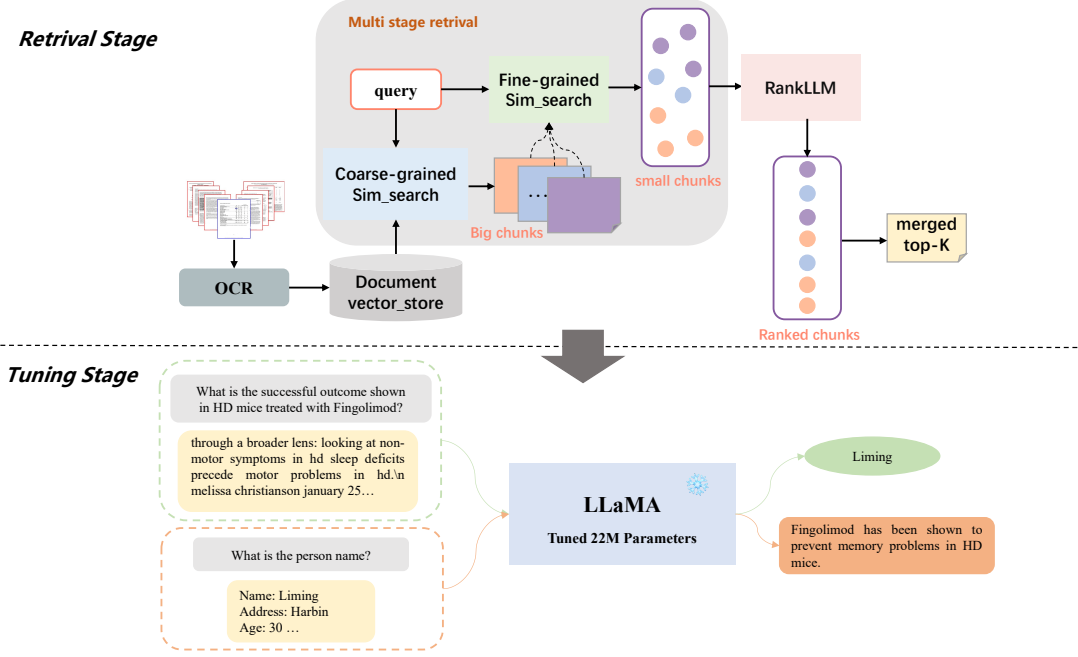 Multi stage retrival
Retrival Stage
query
Fine-grained
Sim_search
RankLLM
Coarse-grained
Sim_search
...
small chunks
Big chunks
merged
top-K
OCR
Document
vector_store
Ranked chunks
Tuning Stage
What is the successful outcome shown
in HD mice treated with Fingolimod?
through a broader lens: looking at non-
motor symptoms in hd sleep deficits
precede motor problems in hd.\n
melissa christianson january 25…
What is the person name?
Name: Liming
Address: Harbin
Age: 30 …
LLaMA
Tuned 22M Parameters
Liming
Fingolimod has been shown to
prevent memory problems in HD
mice.